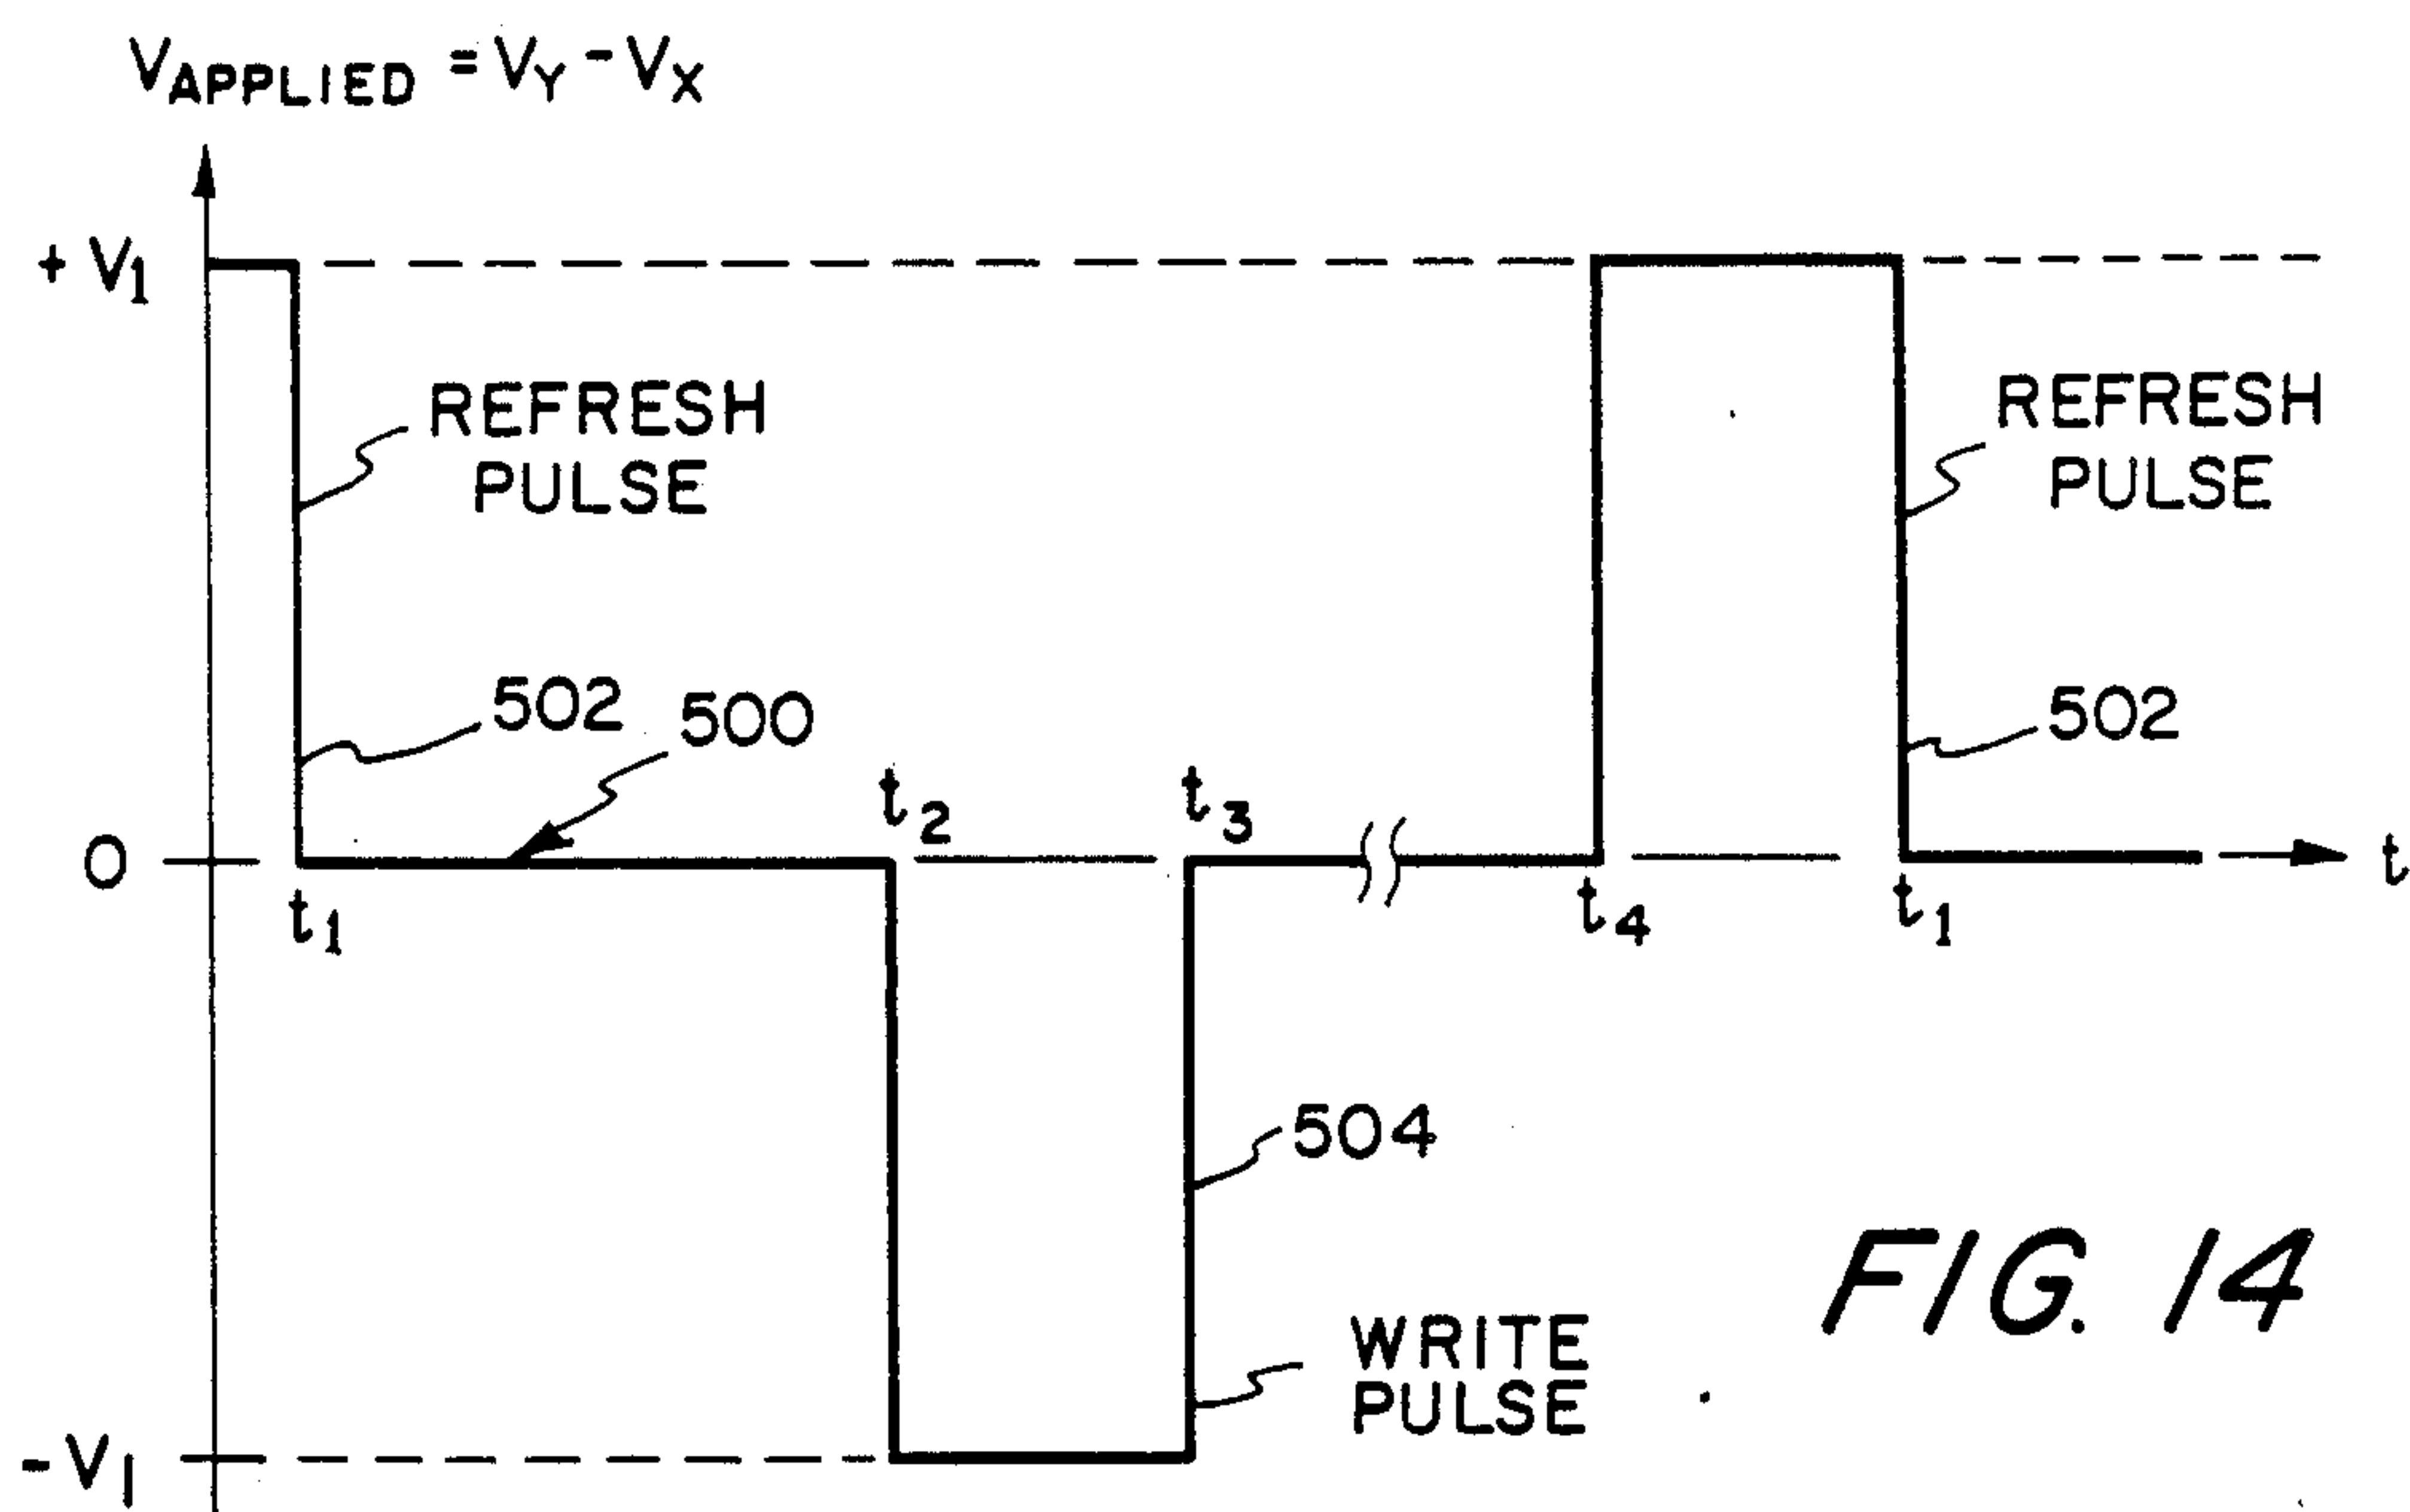 VAPPLIED = VY - VX
+ V1
REFRESH
PULSE
REFRESH
PULSE
502
500
502
t2
t3
0
t
t1
t4
t1
504
WRITE
PULSE
FIG. 14
-V1